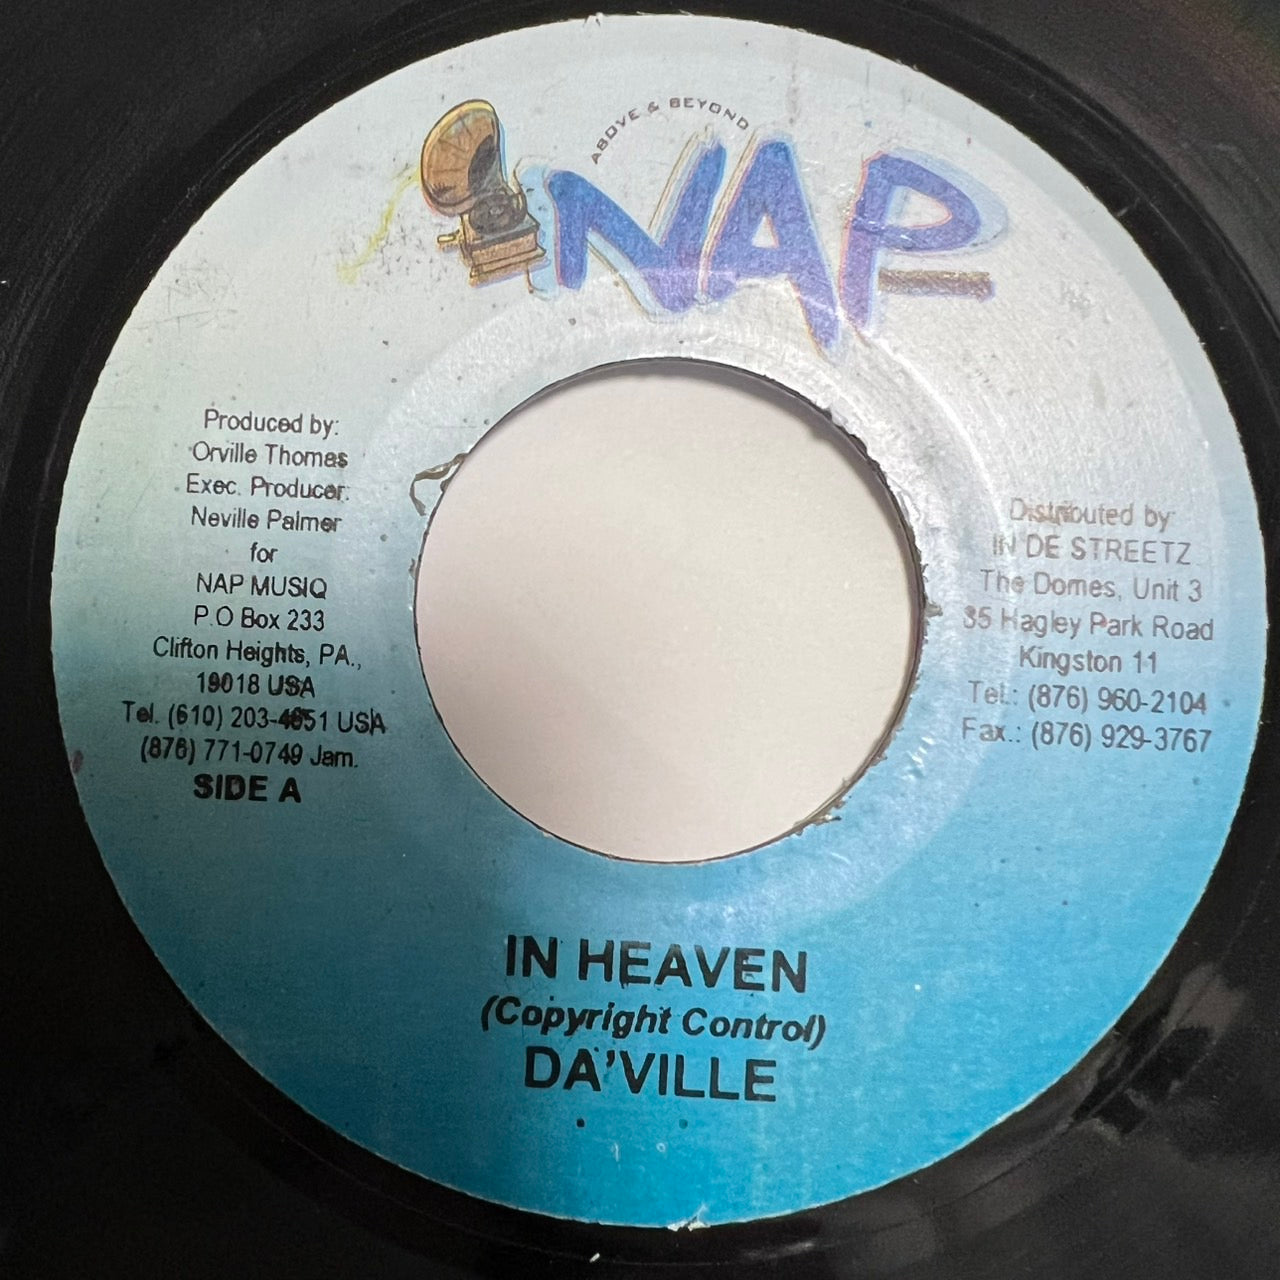 ABOVE & BEYOND
NAP
Produced by:
Orville Thomas
Exec. Producer:
Neville Palmer
for
NAP MUSIQ
P.O Box 233
Clifton Heights, PA.,
19018 USA
Tel. (610) 203-4651 USA
(876) 771-0749 Jam.
SIDE A
Distributed by
IN DE STREETZ
The Domes, Unit 3
35 Hagley Park Road
Kingston 11
Tel.: (876) 960-2104
Fax.: (876) 929-3767
IN HEAVEN
(Copyright Control)
DA'VILLE